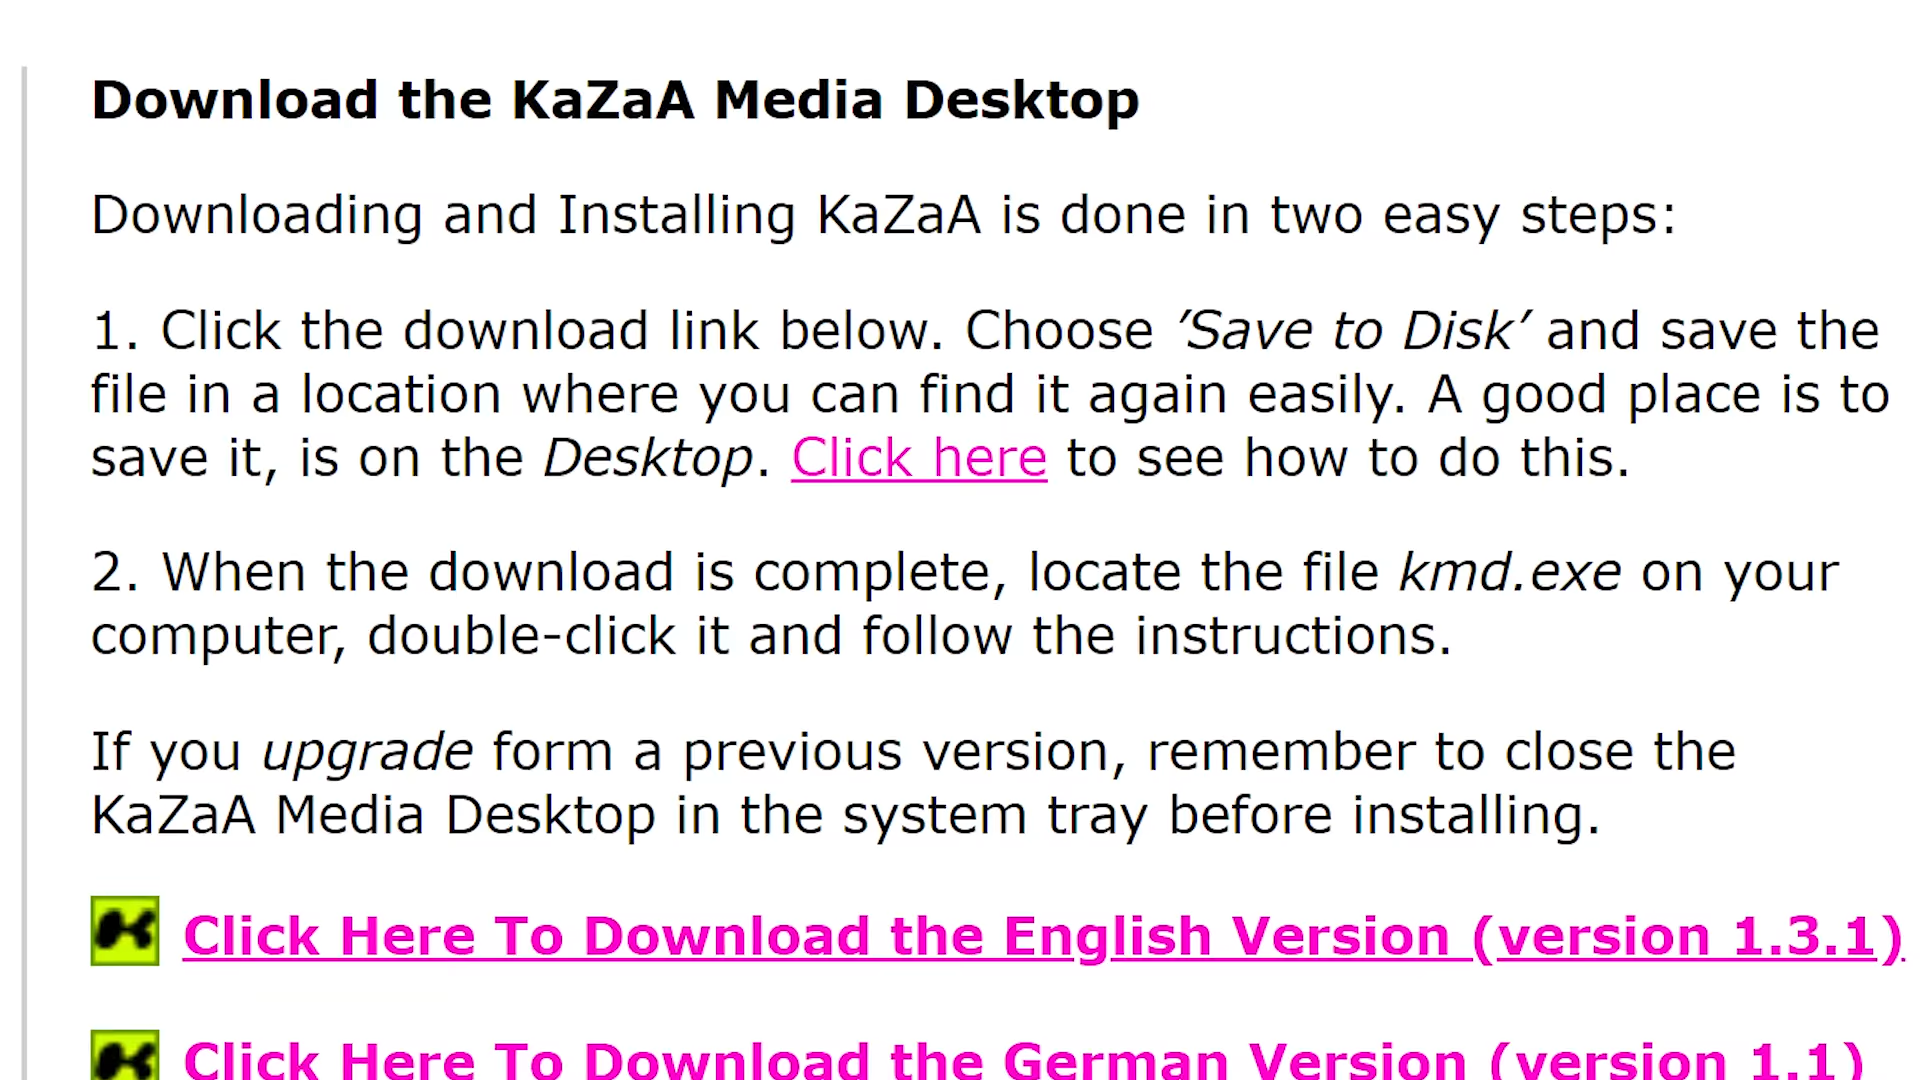 Download the KaZaA Media Desktop
Downloading and Installing KaZaA is done in two easy steps:
1. Click the download link below. Choose 'Save to Disk' and save the
file in a location where you can find it again easily. A good place is to
save it, is on the Desktop. Click here to see how to do this.
2. When the download is complete, locate the file kmd.exe on your
computer, double-click it and follow the instructions.
If you upgrade form a previous version, remember to close the
KaZaA Media Desktop in the system tray before installing.
Click Here To Download the English Version (version 1.3.1)
Click Here To Download the German Version (version 1.1)